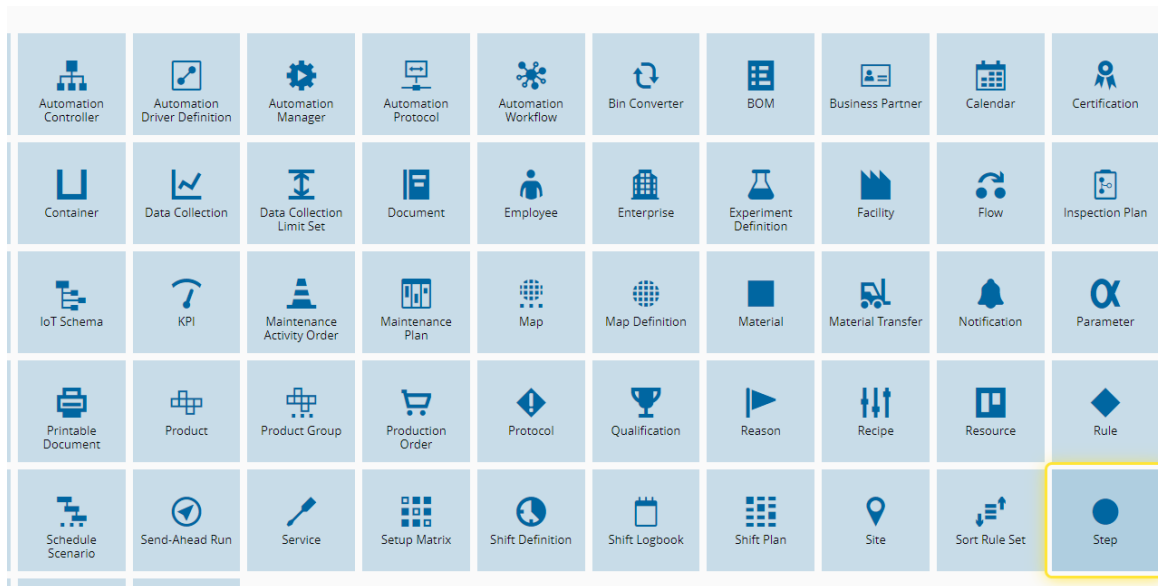 Automation
Controller
Automation
Driver Definition
Automation
Manager
Automation
Protocol
Automation
Workflow
Bin Converter
BOM
Business Partner
Calendar
Certification
Container
Data Collection
Data Collection
Limit Set
Document
Employee
Enterprise
Experiment
Definition
Facility
Flow
Inspection Plan
IoT Schema
KPI
Maintenance
Activity Order
Maintenance
Plan
Map
Map Definition
Material
Material Transfer
Notification
Parameter
Printable
Document
Product
Product Group
Production
Order
Protocol
Qualification
Reason
Recipe
Resource
Rule
Schedule
Scenario
Send-Ahead Run
Service
Setup Matrix
Shift Definition
Shift Logbook
Shift Plan
Site
Sort Rule Set
Step